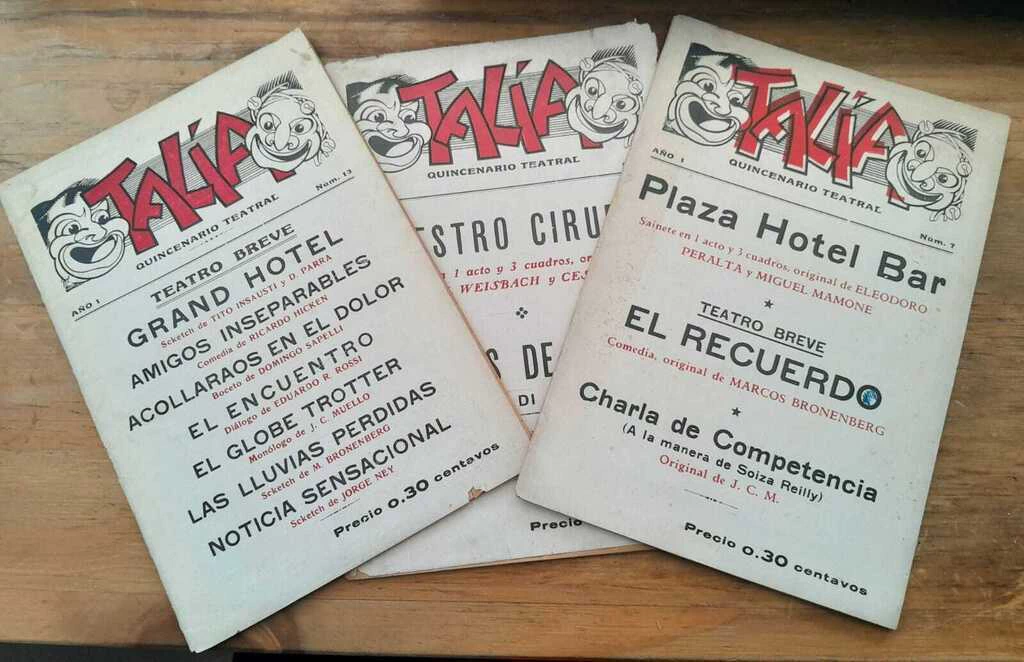 TALÍA
QUINCENARIO TEATRAL
AÑO 1 Núm. 13
TEATRO BREVE
GRAND HOTEL
Scketch de TITO INSAUSTI y D. PARRA
AMIGOS INSEPARABLES
Comedia de RICARDO HICKEN
ACOLLARAOS EN EL DOLOR
Boceto de DOMINGO SAPELLI
EL ENCUENTRO
Diálogo de EDUARDO R. ROSSI
EL GLOBE TROTTER
Monólogo de J. C. MUELLO
LAS LLUVIAS PERDIDAS
Scketch de M. BRONENBERG
NOTICIA SENSACIONAL
Scketch de JORGE NEY
Precio 0.30 centavos
TALÍA
QUINCENARIO TEATRAL
ESTRO CIRU
1 acto y 3 cuadros, or
WEISBACH y CES
S DE
DI
Precio
TALÍA
QUINCENARIO TEATRAL
AÑO 1 Núm. 7
Plaza Hotel Bar
Sainete en 1 acto y 3 cuadros, original de ELEODORO
PERALTA y MIGUEL MAMONE
TEATRO BREVE
EL RECUERDO
Comedia, original de MARCOS BRONENBERG
Charla de Competencia
(A la manera de Soiza Reilly)
Original de J. C. M.
Precio 0.30 centavos